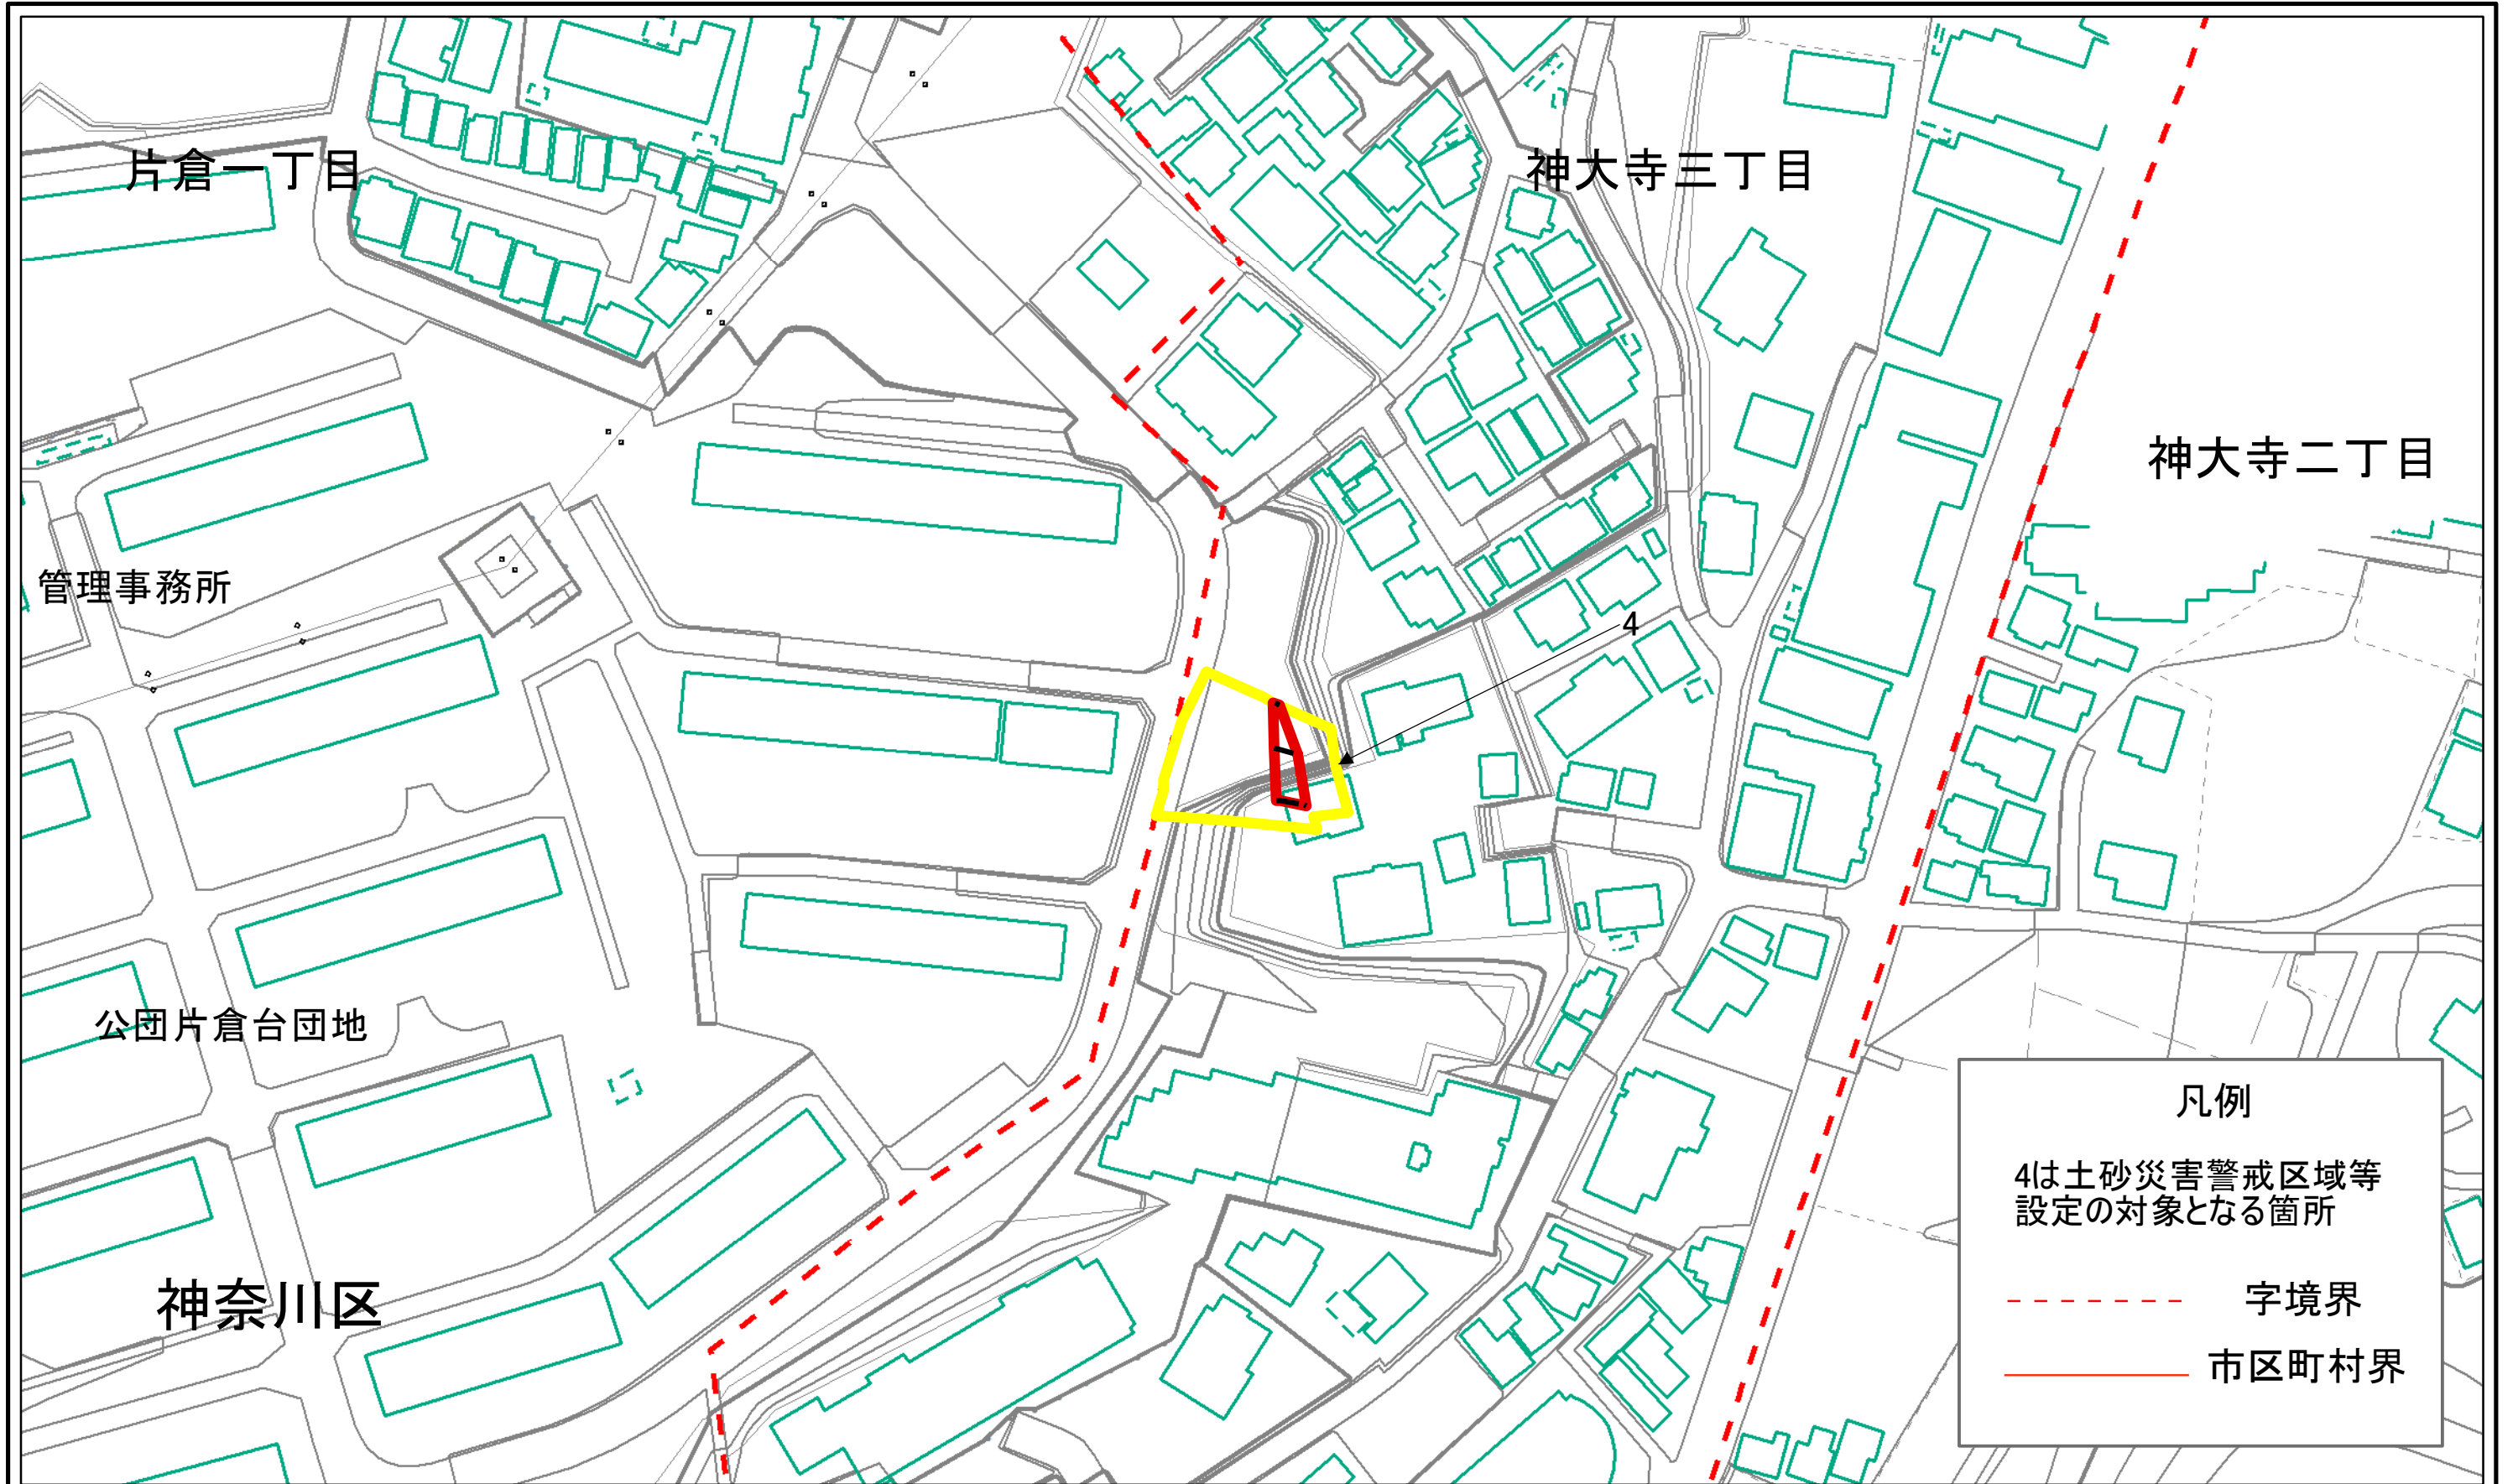 片倉一丁目
神大寺三丁目
神大寺二丁目
管理事務所
4
公団片倉台団地
神奈川区
凡例
4は土砂災害警戒区域等
設定の対象となる箇所
字境界
市区町村界